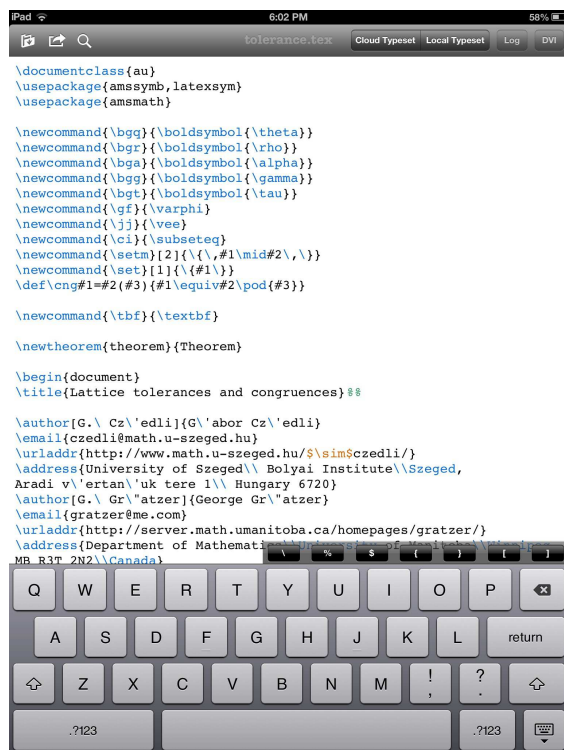 iPad 6:02 PM 58%
tolerance.tex Cloud Typeset Local Typeset Log DVI
\documentclass{au}
\usepackage{amssymb,latexsym}
\usepackage{amsmath}
\newcommand{\bgq}{\boldsymbol{\theta}}
\newcommand{\bgr}{\boldsymbol{\rho}}
\newcommand{\bga}{\boldsymbol{\alpha}}
\newcommand{\bgg}{\boldsymbol{\gamma}}
\newcommand{\bgt}{\boldsymbol{\tau}}
\newcommand{\gf}{\varphi}
\newcommand{\jj}{\vee}
\newcommand{\ci}{\subseteq}
\newcommand{\setm}[2]{\{\,#1\mid#2\,\}}
\newcommand{\set}[1]{\{#1\}}
\def\cng#1=#2(#3){#1\equiv#2\pod{#3}}
\newcommand{\tbf}{\textbf}
\newtheorem{theorem}{Theorem}
\begin{document}
\title{Lattice tolerances and congruences}%%
\author[G.\ Cz\'edli]{G\'abor Cz\'edli}
\email{czedli@math.u-szeged.hu}
\urladdr{http://www.math.u-szeged.hu/$\sim$czedli/}
\address{University of Szeged\\ Bolyai Institute\\Szeged,
Aradi v\'ertan\'uk tere 1\\ Hungary 6720}
\author[G.\ Gr\"atzer]{George Gr\"atzer}
\email{gratzer@me.com}
\urladdr{http://server.math.umanitoba.ca/homepages/gratzer/}
\address{Department of Mathematics\\University of Manitoba\\Winnipeg,
MB R3T 2N2\\Canada}
\ % $ { } [ ]
Q W E R T Y U I O P
A S D F G H J K L return
Z X C V B N M ! , ? .
.?123 .?123